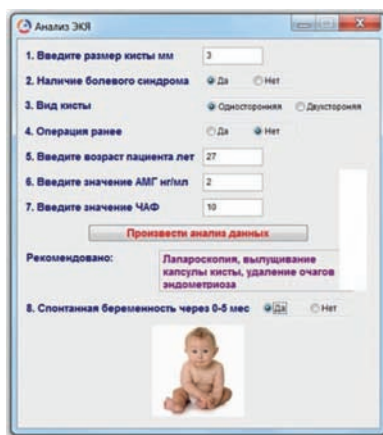 Анализ ЭКЯ
1. Введите размер кисты мм 3
2. Наличие болевого синдрома Да Нет
3. Вид кисты Односторонняя Двухстороняя
4. Операция ранее Да Нет
5. Введите возраст пациента лет 27
6. Введите значение АМГ нг/мл 2
7. Введите значение ЧАФ 10
Произвести анализ данных
Рекомендовано: Лапароскопия, вылущивание
капсулы кисты, удаление очагов
эндометриоза
8. Спонтанная беременность через 0-5 мес Да Нет